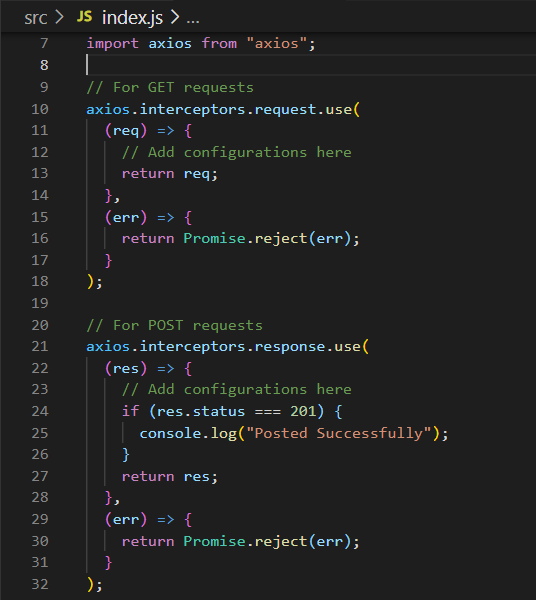 src > JS index.js > ...
7 import axios from "axios";
8
9 // For GET requests
10 axios.interceptors.request.use(
11   (req) => {
12     // Add configurations here
13     return req;
14   },
15   (err) => {
16     return Promise.reject(err);
17   }
18 );
19
20 // For POST requests
21 axios.interceptors.response.use(
22   (res) => {
23     // Add configurations here
24     if (res.status === 201) {
25       console.log("Posted Successfully");
26     }
27     return res;
28   },
29   (err) => {
30     return Promise.reject(err);
31   }
32 );